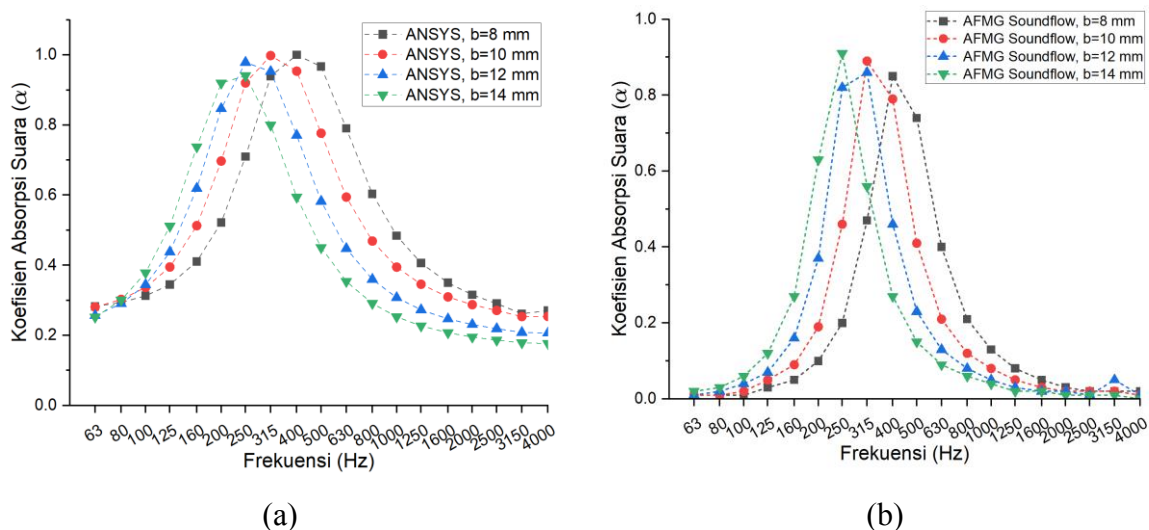 ANSYS, b=8 mm
ANSYS, b=10 mm
ANSYS, b=12 mm
ANSYS, b=14 mm
Koefisien Absorpsi Suara (α)
1.0
0.8
0.6
0.4
0.2
0.0
63 80 100 125 160 200 250 315 400 500 630 800 1000 1250 1600 2000 2500 3150 4000
Frekuensi (Hz)
(a)
AFMG Soundflow, b=8 mm
AFMG Soundflow, b=10 mm
AFMG Soundflow, b=12 mm
AFMG Soundflow, b=14 mm
Koefisien Absorpsi Suara (α)
1.0
0.8
0.6
0.4
0.2
0.0
63 80 100 125 160 200 250 315 400 500 630 800 1000 1250 1600 2000 2500 3150 4000
Frekuensi (Hz)
(b)